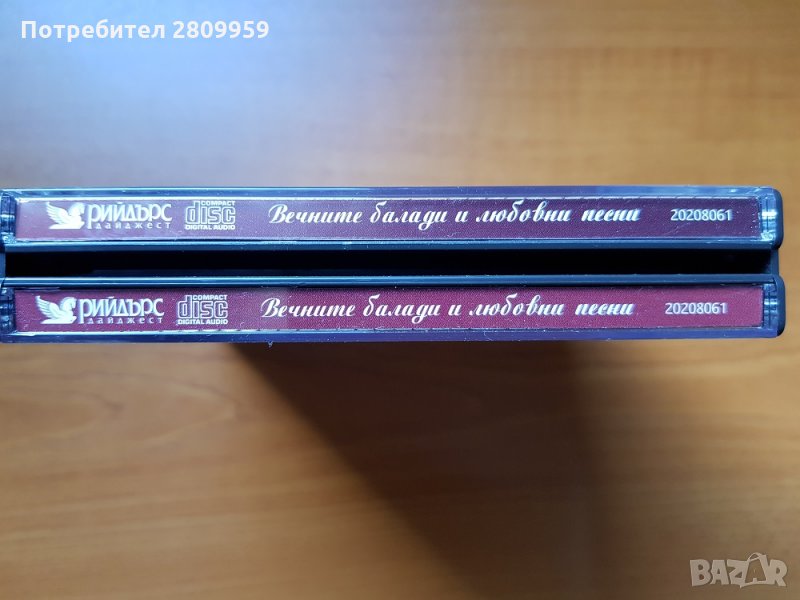 Потребител 2809959
РИЙДЪРС ДАЙДЖЕСТ COMPACT disc DIGITAL AUDIO Вечните балади и любовни песни 20208061
РИЙДЪРС ДАЙДЖЕСТ COMPACT disc DIGITAL AUDIO Вечните балади и любовни песни 20208061
BAZAR